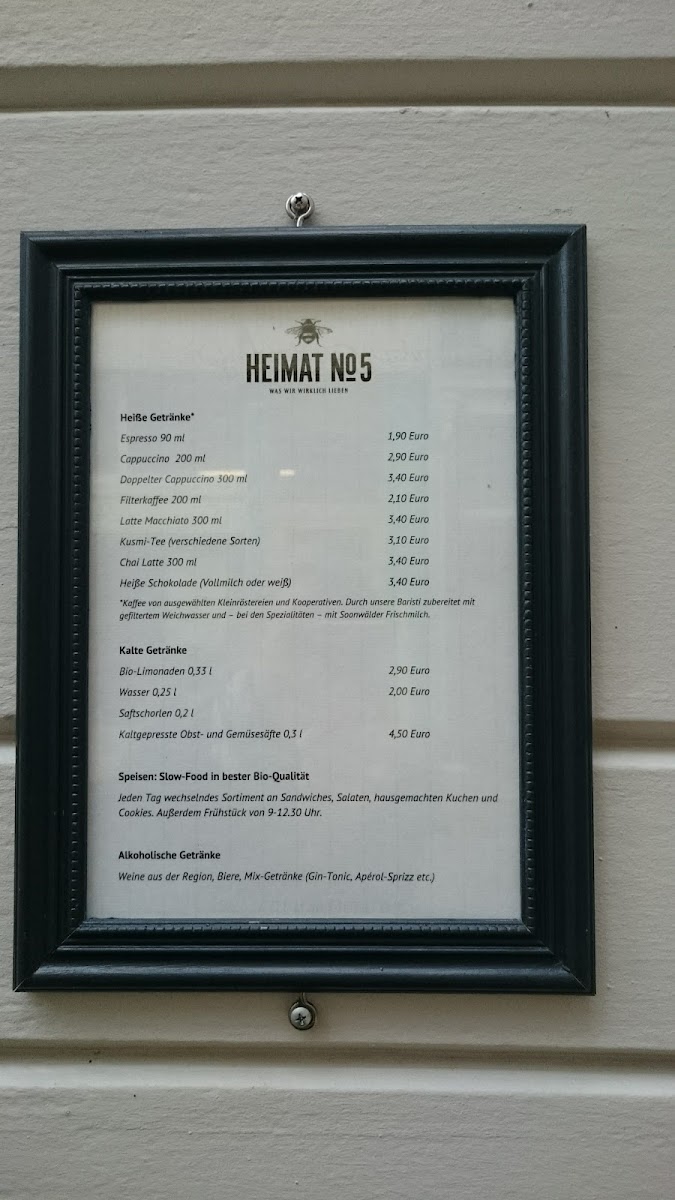 HEIMAT No5
WAS WIR WIRKLICH LIEBEN
Heiße Getränke*
Espresso 90 ml 1,90 Euro
Cappuccino 200 ml 2,90 Euro
Doppelter Cappuccino 300 ml 3,40 Euro
Filterkaffee 200 ml 2,10 Euro
Latte Macchiato 300 ml 3,40 Euro
Kusmi-Tee (verschiedene Sorten) 3,10 Euro
Chai Latte 300 ml 3,40 Euro
Heiße Schokolade (Vollmilch oder weiß) 3,40 Euro
*Kaffee von ausgewählten Kleinröstereien und Kooperativen. Durch unsere Baristi zubereitet mit
gefiltertem Weichwasser und – bei den Spezialitäten – mit Soonwälder Frischmilch.
Kalte Getränke
Bio-Limonaden 0,33 l 2,90 Euro
Wasser 0,25 l 2,00 Euro
Saftschorlen 0,2 l
Kaltgepresste Obst- und Gemüsesäfte 0,3 l 4,50 Euro
Speisen: Slow-Food in bester Bio-Qualität
Jeden Tag wechselndes Sortiment an Sandwiches, Salaten, hausgemachten Kuchen und
Cookies. Außerdem Frühstück von 9-12.30 Uhr.
Alkoholische Getränke
Weine aus der Region, Biere, Mix-Getränke (Gin-Tonic, Apérol-Sprizz etc.)